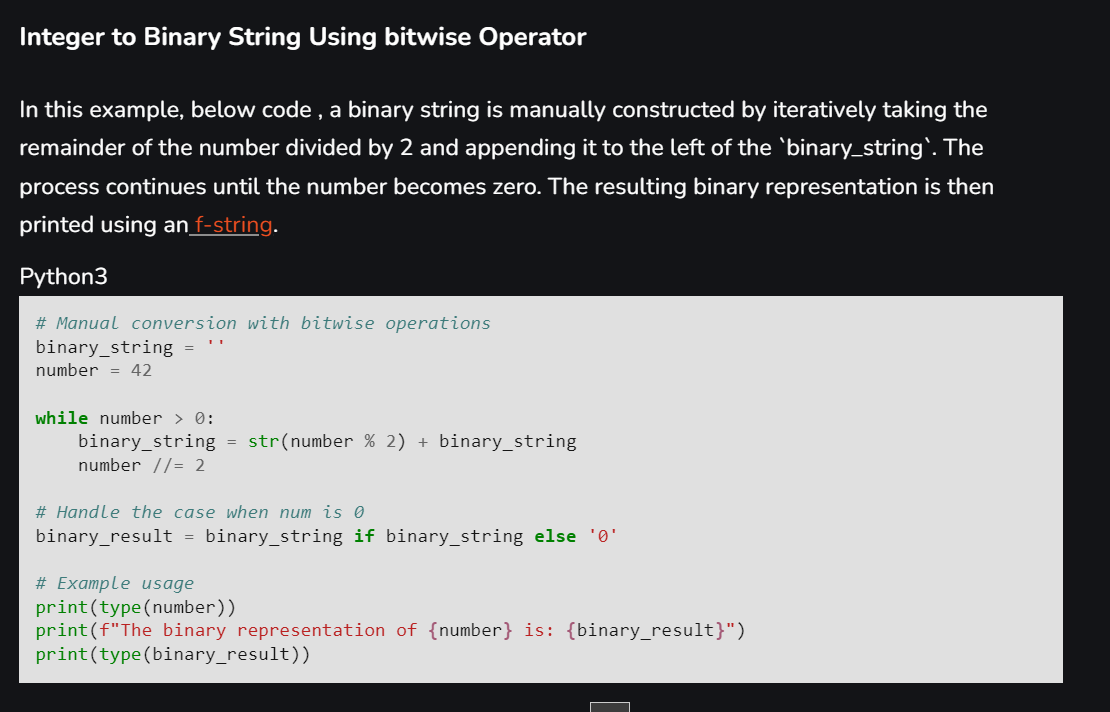 Integer to Binary String Using bitwise Operator
In this example, below code , a binary string is manually constructed by iteratively taking the
remainder of the number divided by 2 and appending it to the left of the `binary_string`. The
process continues until the number becomes zero. The resulting binary representation is then
printed using an f-string.
Python3
# Manual conversion with bitwise operations
binary_string = ''
number = 42
while number > 0:
    binary_string = str(number % 2) + binary_string
    number //= 2
# Handle the case when num is 0
binary_result = binary_string if binary_string else '0'
# Example usage
print(type(number))
print(f"The binary representation of {number} is: {binary_result}")
print(type(binary_result))